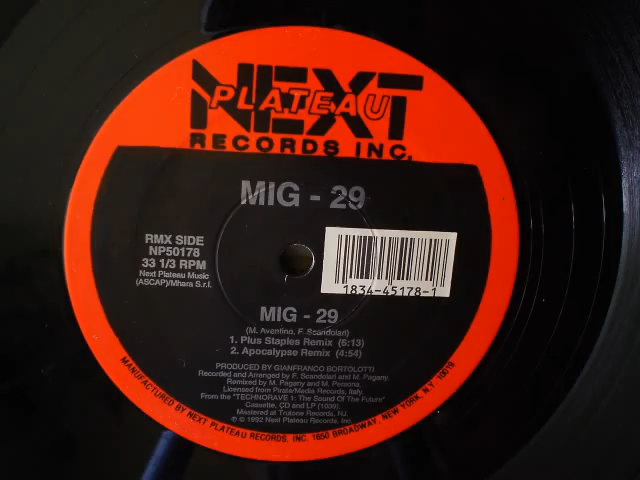 NEXT
PLATEAU
RECORDS INC.
MIG - 29
RMX SIDE
NP50178
33 1/3 RPM
Next Plateau Music
(ASCAP)/Mhara S.r.l.
1834-45178-1
MIG - 29
(M. Aventino, F. Scandolari)
1. Plus Staples Remix (5:13)
2. Apocalypse Remix (4:54)
PRODUCED BY GIANFRANCO BORTOLOTTI
Recorded and Arranged by F. Scandolari and M. Pagany.
Remixed by M. Pagany and M. Persona.
Licensed from Pirate/Media Records, Italy.
From the "TECHNORAVE 1: The Sound Of The Future"
Cassette, CD and LP (1039).
Mastered at Trutone Records, NJ.
℗ © 1992 Next Plateau Records, Inc.
MANUFACTURED BY NEXT PLATEAU RECORDS, INC. 1650 BROADWAY, NEW YORK, N.Y. 10019